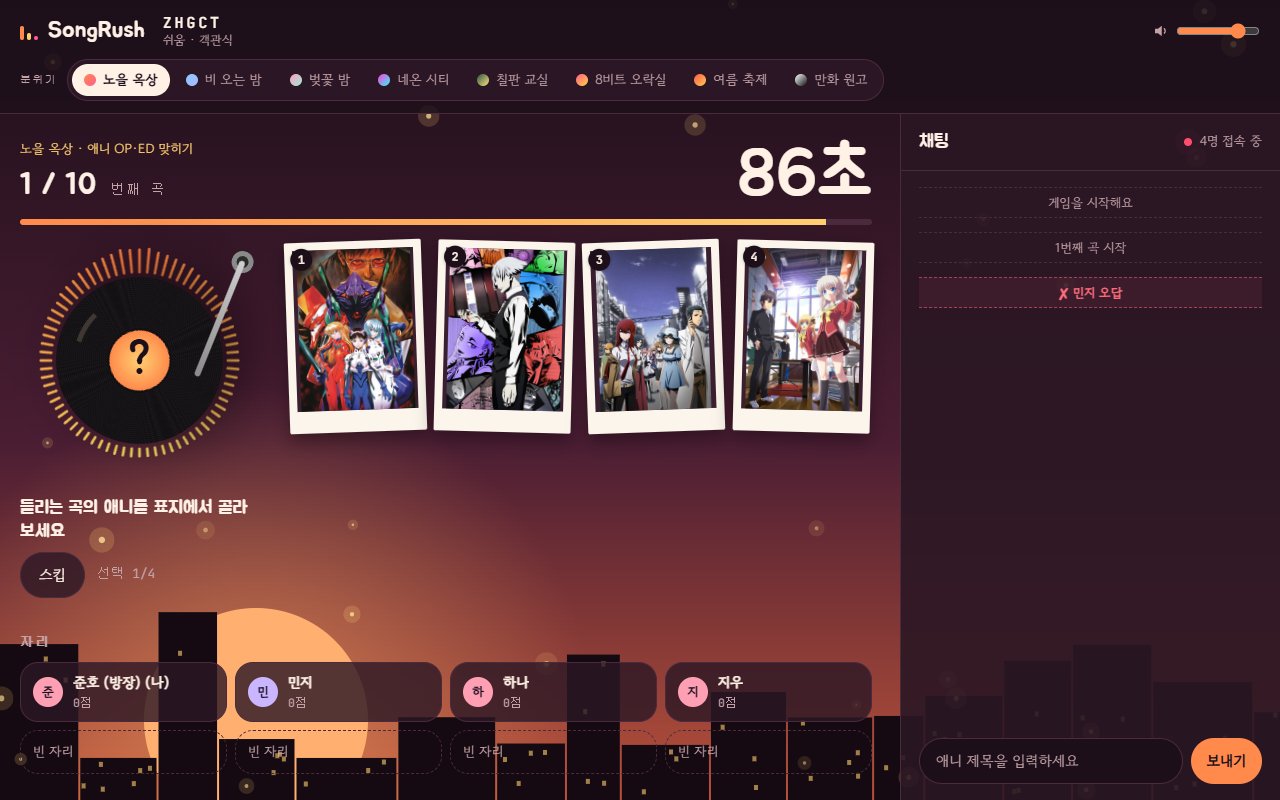 SongRush
ZHGCT
쉬움 · 객관식
분위기
노을 옥상
비 오는 밤
벚꽃 밤
네온 시티
칠판 교실
8비트 오락실
여름 축제
만화 원고
노을 옥상 · 애니 OP·ED 맞히기
1 / 10 번째 곡
86초
?
1
2
3
4
들리는 곡의 애니를 표지에서 골라
보세요
스킵
선택 1/4
자리
준
준호 (방장) (나)
0점
민
민지
0점
하
하나
0점
지
지우
0점
빈 자리
빈 자리
빈 자리
빈 자리
채팅
4명 접속 중
게임을 시작해요
1번째 곡 시작
✘ 민지 오답
애니 제목을 입력하세요
보내기